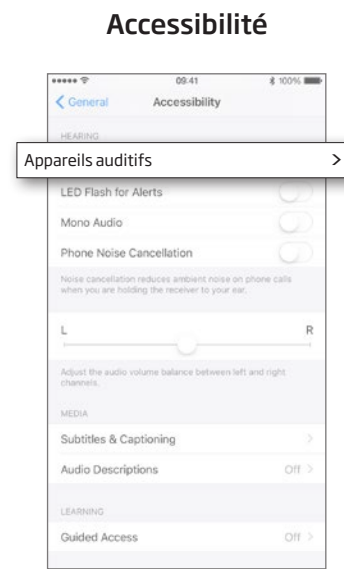 Accessibilité
09:41
100%
General
Accessibility
HEARING
Appareils auditifs
LED Flash for Alerts
Mono Audio
Phone Noise Cancellation
Noise cancellation reduces ambient noise on phone calls
when you are holding the receiver to your ear.
L R
Adjust the audio volume balance between left and right
channels.
MEDIA
Subtitles & Captioning
Audio Descriptions Off
LEARNING
Guided Access Off